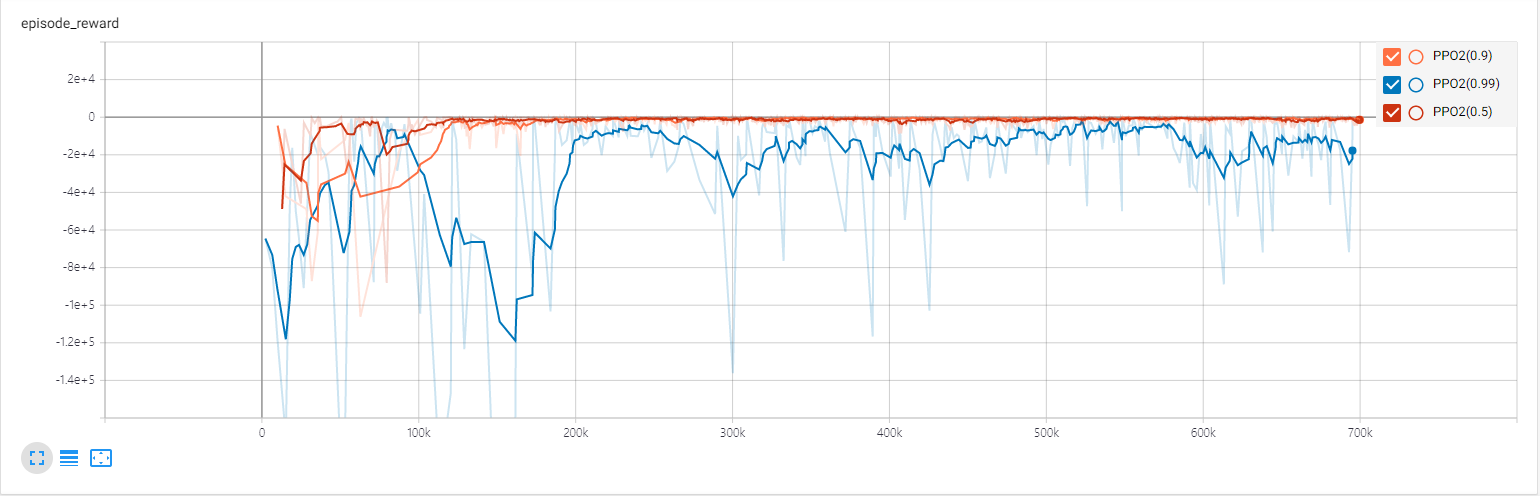 episode_reward
2e+4
0
-2e+4
-4e+4
-6e+4
-8e+4
-1e+5
-1.2e+5
-1.4e+5
0 100k 200k 300k 400k 500k 600k 700k
PPO2(0.9)
PPO2(0.99)
PPO2(0.5)